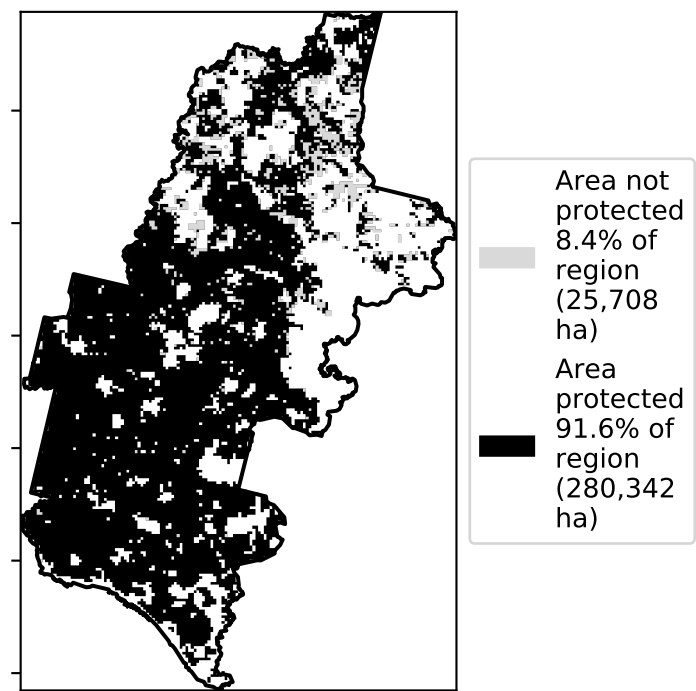 Area not
protected
8.4% of
region
(25,708
ha)
Area
protected
91.6% of
region
(280,342
ha)